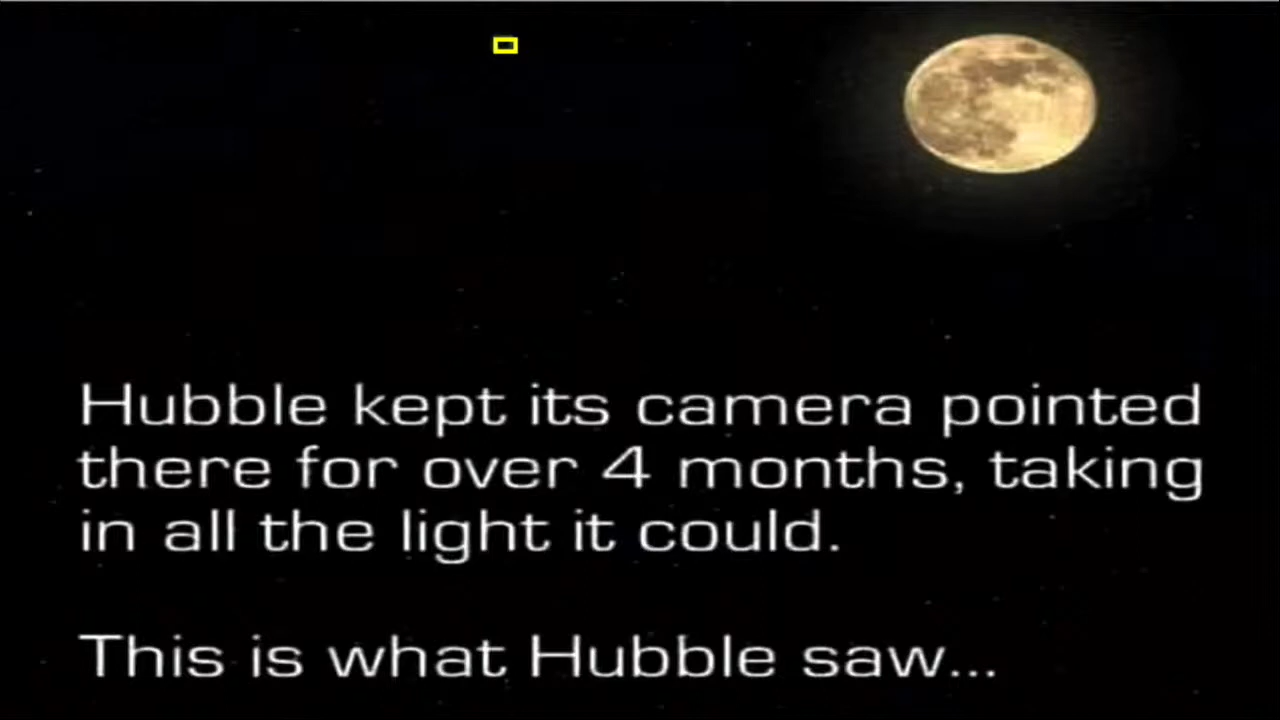 Hubble kept its camera pointed
there for over 4 months, taking
in all the light it could.
This is what Hubble saw...